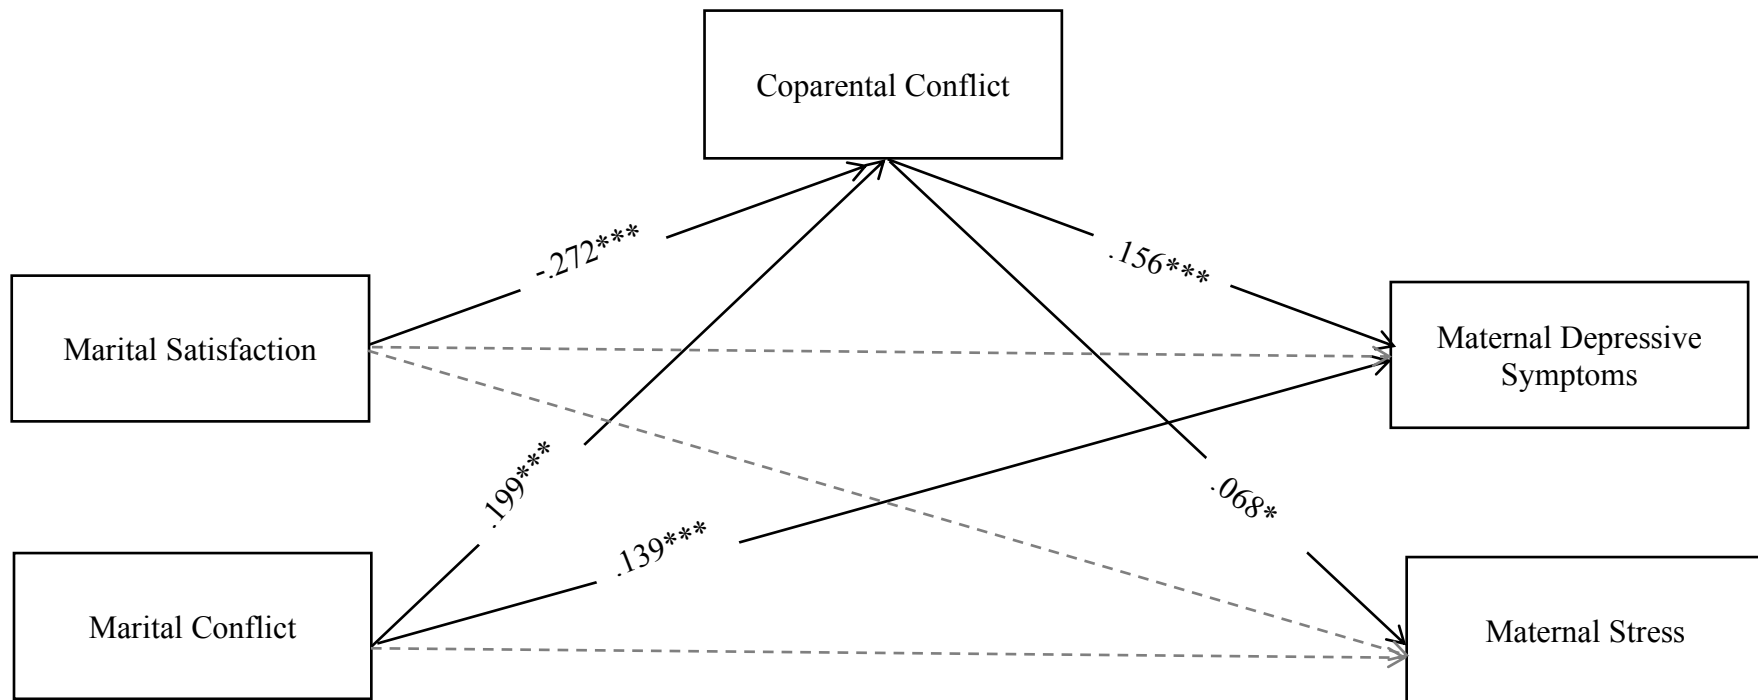 Coparental Conflict
-.272***
.156***
Marital Satisfaction
Maternal Depressive
Symptoms
.199***
.068*
.139***
Marital Conflict
Maternal Stress